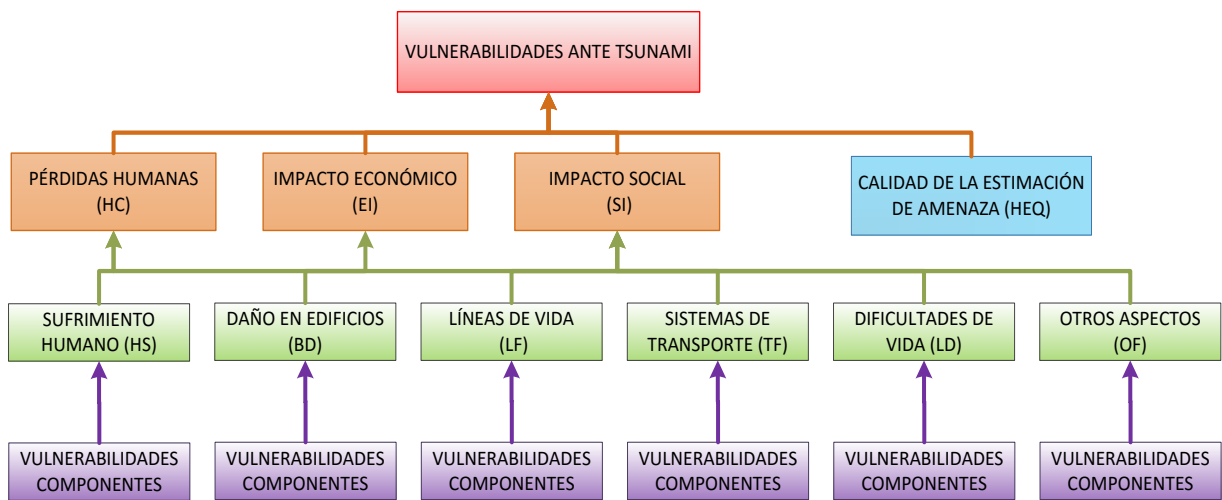 VULNERABILIDADES ANTE TSUNAMI
PÉRDIDAS HUMANAS
(HC)
IMPACTO ECONÓMICO
(EI)
IMPACTO SOCIAL
(SI)
CALIDAD DE LA ESTIMACIÓN
DE AMENAZA (HEQ)
SUFRIMIENTO
HUMANO (HS)
DAÑO EN EDIFICIOS
(BD)
LÍNEAS DE VIDA
(LF)
SISTEMAS DE
TRANSPORTE (TF)
DIFICULTADES DE
VIDA (LD)
OTROS ASPECTOS
(OF)
VULNERABILIDADES
COMPONENTES
VULNERABILIDADES
COMPONENTES
VULNERABILIDADES
COMPONENTES
VULNERABILIDADES
COMPONENTES
VULNERABILIDADES
COMPONENTES
VULNERABILIDADES
COMPONENTES